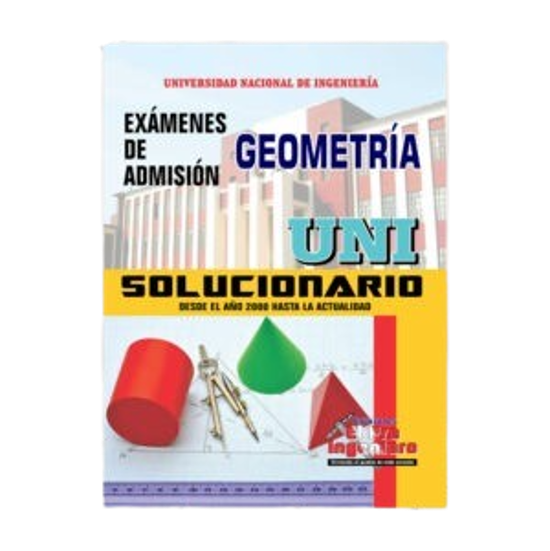 UNIVERSIDAD NACIONAL DE INGENIERÍA
EXÁMENES
DE
ADMISIÓN
GEOMETRÍA
UNI
SOLUCIONARIO
DESDE EL AÑO 2000 HASTA LA ACTUALIDAD
Ingeniero